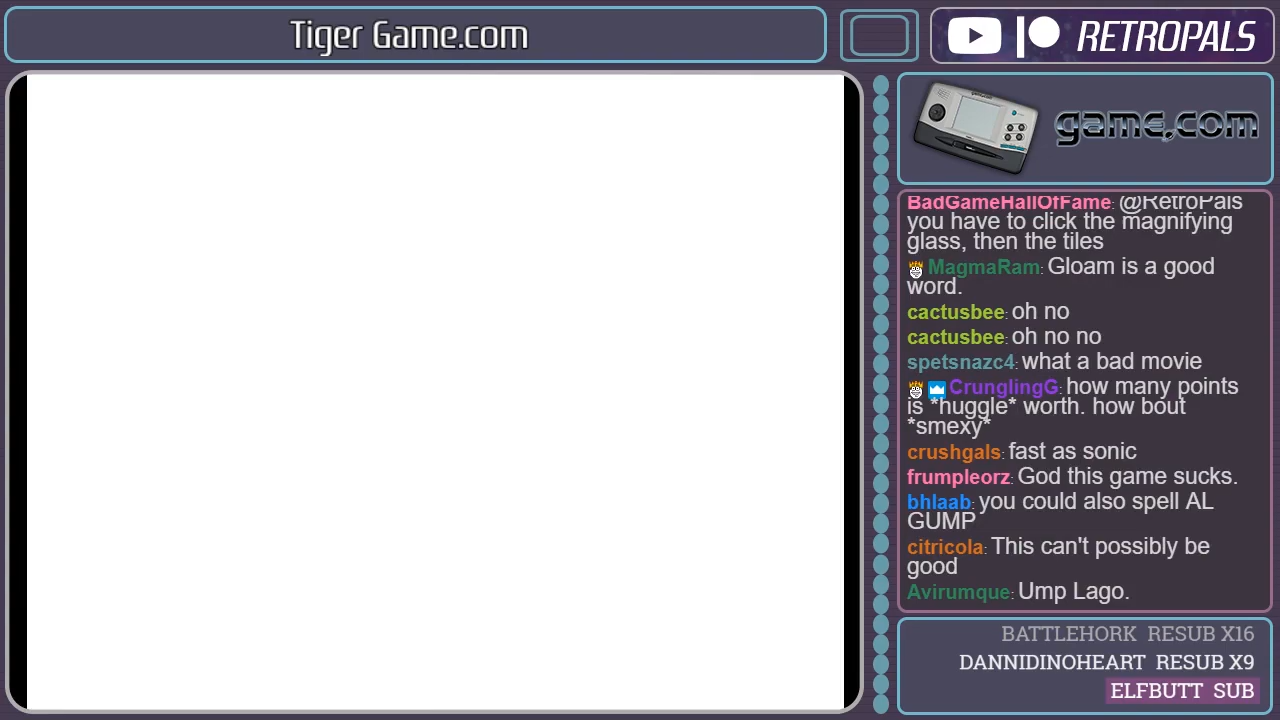 Tiger Game.com
RETROPALS
game.com
BadGameHallOfFame: @RetroPals
you have to click the magnifying
glass, then the tiles
MagmaRam: Gloam is a good
word.
cactusbee: oh no
cactusbee: oh no no
spetsnazc4: what a bad movie
CrunglingG: how many points
is *huggle* worth. how bout
*smexy*
crushgals: fast as sonic
frumpleorz: God this game sucks.
bhlaab: you could also spell AL
GUMP
citricola: This can't possibly be
good
Avirumque: Ump Lago.
BATTLEHORK RESUB X16
DANNIDINOHEART RESUB X9
ELFBUTT SUB